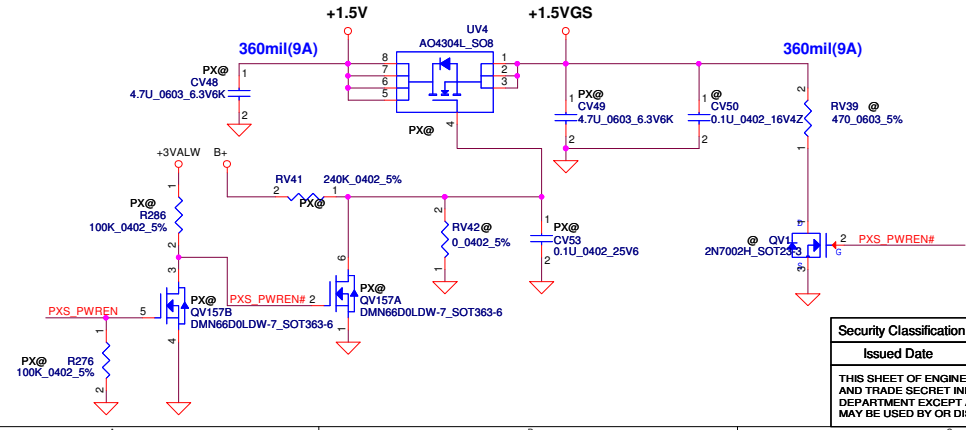 +1.5V
+1.5VGS
360mil(9A)
UV4
AO4304L_SO8
360mil(9A)
PX@
CV48
4.7U_0603_6.3V6K
1
2
8
7
6
5
1
2
3
4
PX@
1
PX@
CV49
4.7U_0603_6.3V6K
2
1
@
CV50
0.1U_0402_16V4Z
2
2
RV39 @
470_0603_5%
1
+3VALW
B+
RV41 240K_0402_5%
2
1
PX@
1
PX@
R286
100K_0402_5%
2
2
RV42@
0_0402_5%
1
1
PX@
CV53
0.1U_0402_25V6
2
D
1
@ QV1
2N7002H_SOT23-3
2
G
PXS_PWREN#
S
3
3
PX@
QV157B
DMN66D0LDW-7_SOT363-6
PXS_PWREN
5
4
PXS_PWREN# 2
6
PX@
QV157A
DMN66D0LDW-7_SOT363-6
1
1
PX@ R276
100K_0402_5%
2
Security Classification
Issued Date
THIS SHEET OF ENGINE
AND TRADE SECRET IN
DEPARTMENT EXCEPT
MAY BE USED BY OR DI